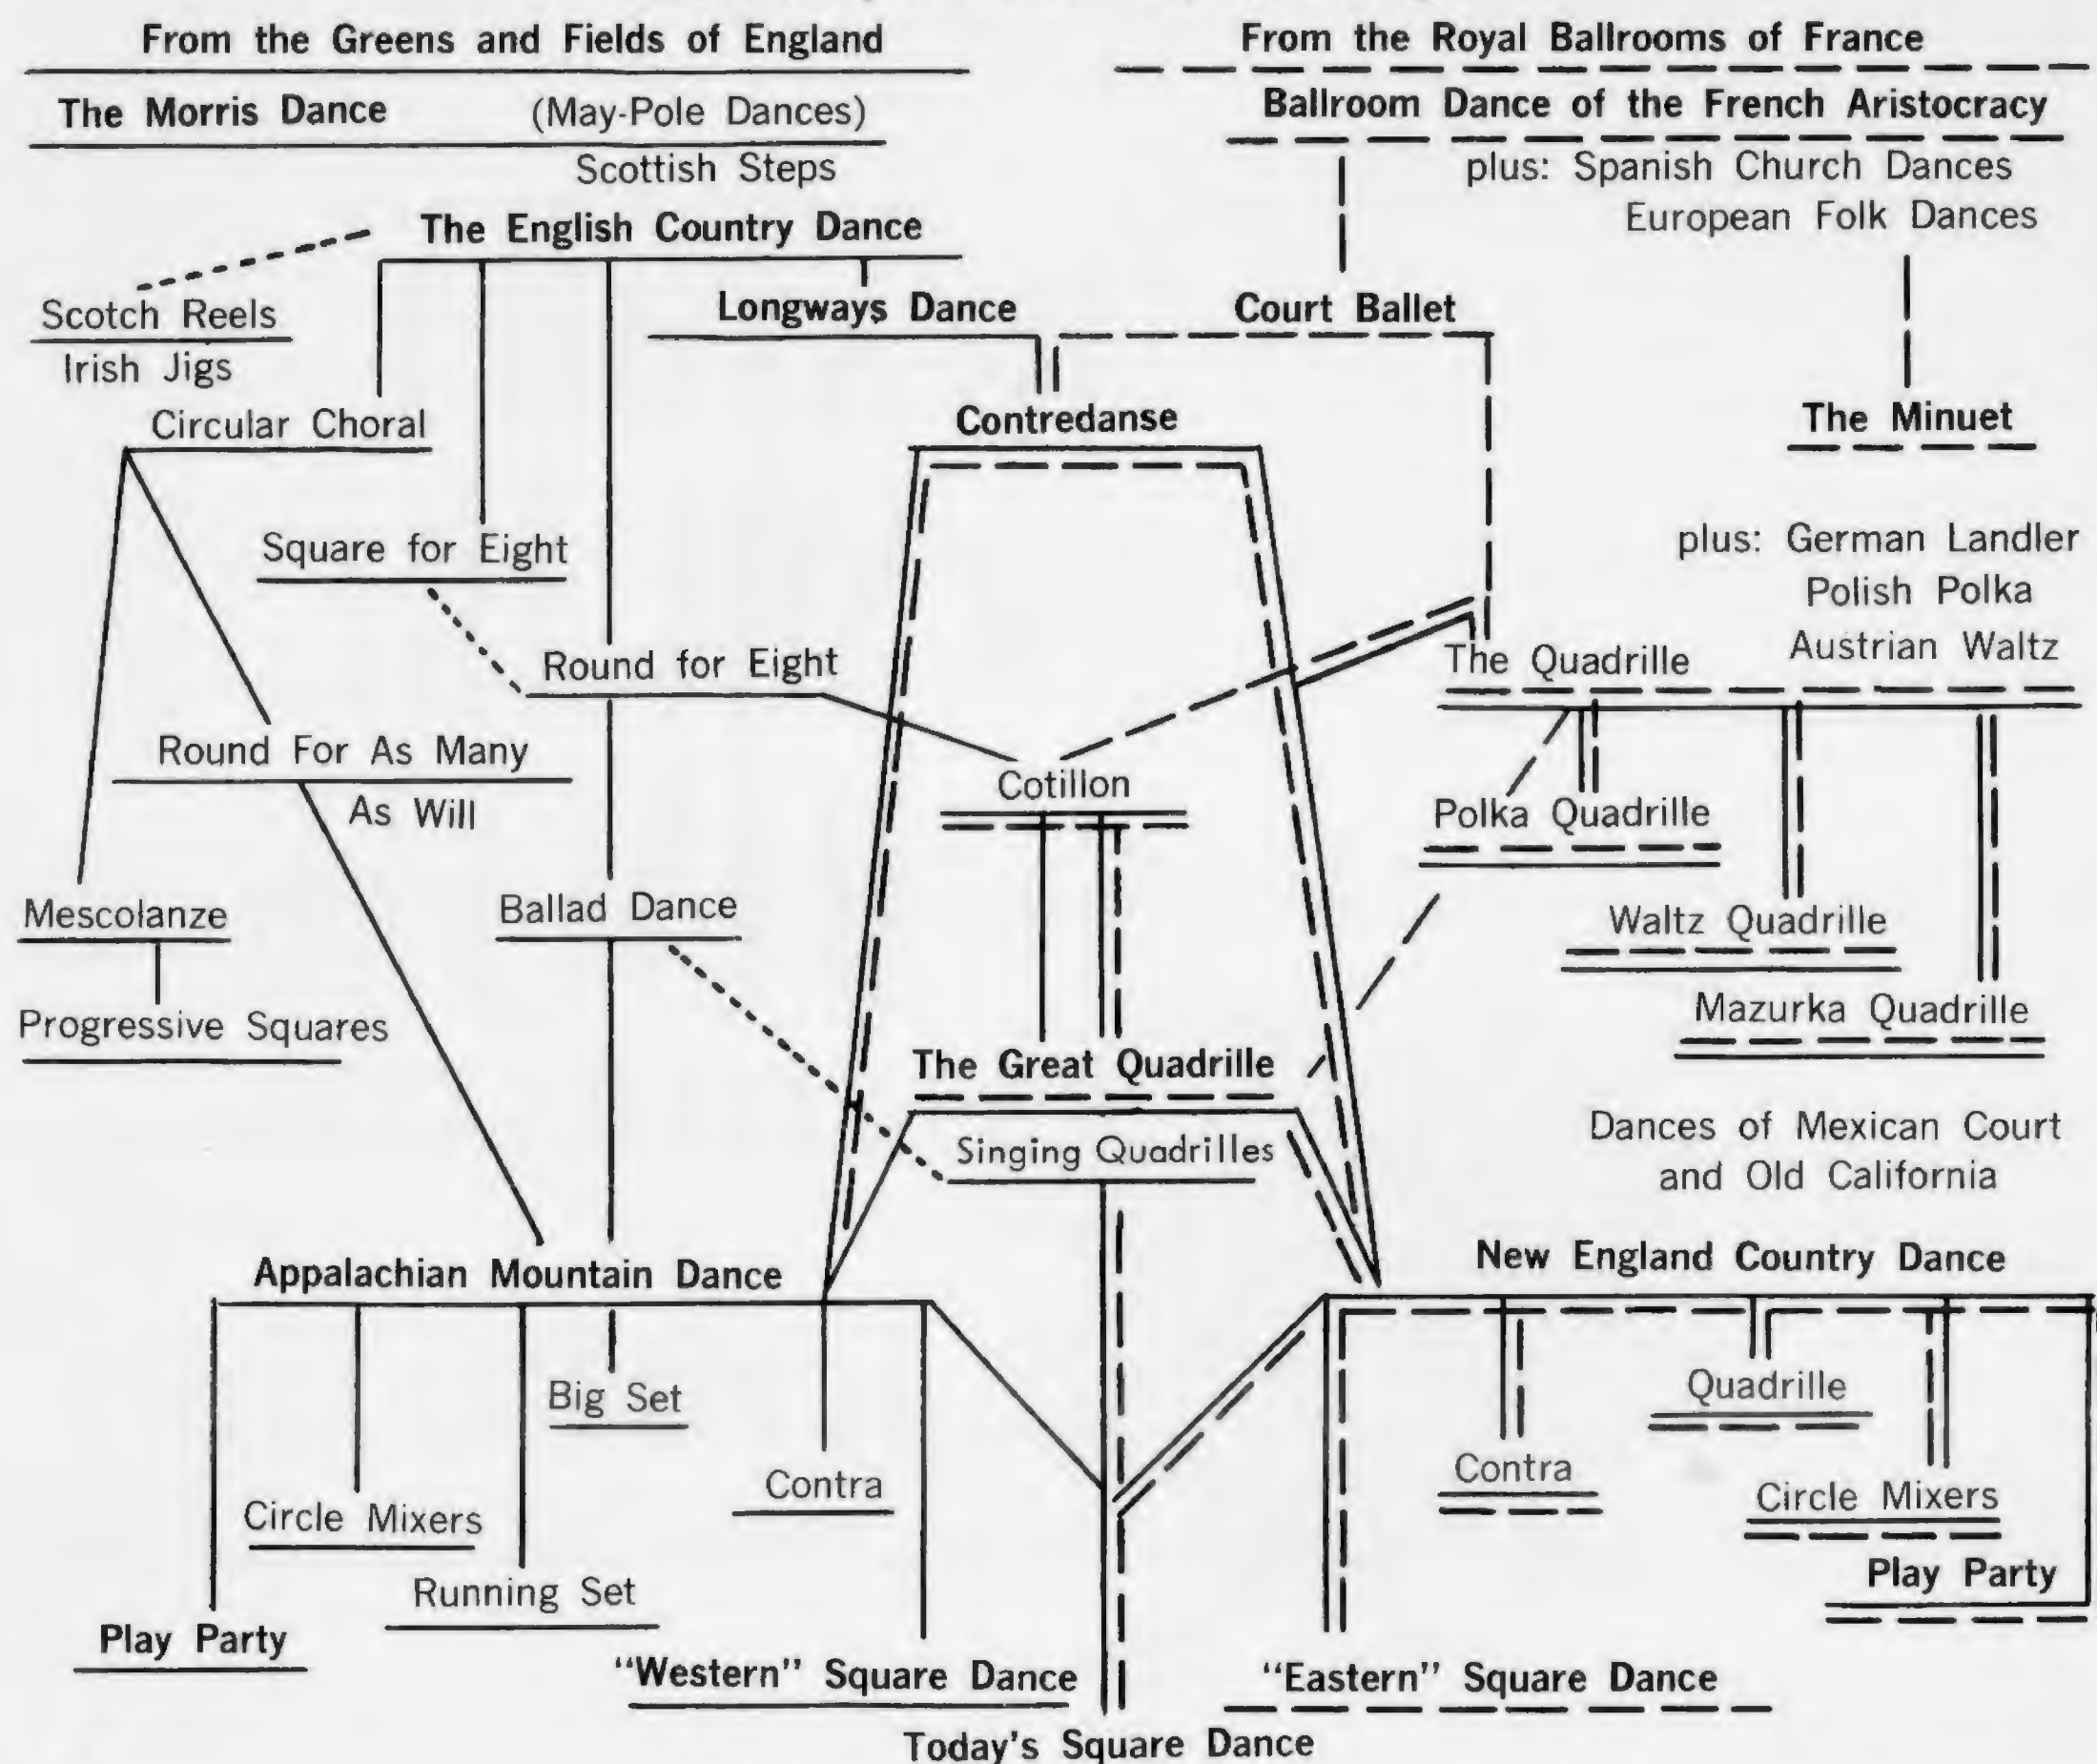 From the Greens and Fields of England
From the Royal Ballrooms of France
The Morris Dance (May-Pole Dances)
Ballroom Dance of the French Aristocracy
Scottish Steps
plus: Spanish Church Dances
European Folk Dances
The English Country Dance
Scotch Reels
Irish Jigs
Longways Dance
Court Ballet
Circular Choral
Contredanse
The Minuet
Square for Eight
plus: German Landler
Polish Polka
Austrian Waltz
Round for Eight
The Quadrille
Round For As Many
As Will
Cotillon
Polka Quadrille
Mescolanze
Ballad Dance
Waltz Quadrille
Progressive Squares
Mazurka Quadrille
The Great Quadrille
Singing Quadrilles
Dances of Mexican Court
and Old California
Appalachian Mountain Dance
New England Country Dance
Big Set
Quadrille
Contra
Contra
Circle Mixers
Circle Mixers
Running Set
Play Party
Play Party
"Western" Square Dance
"Eastern" Square Dance
Today's Square Dance